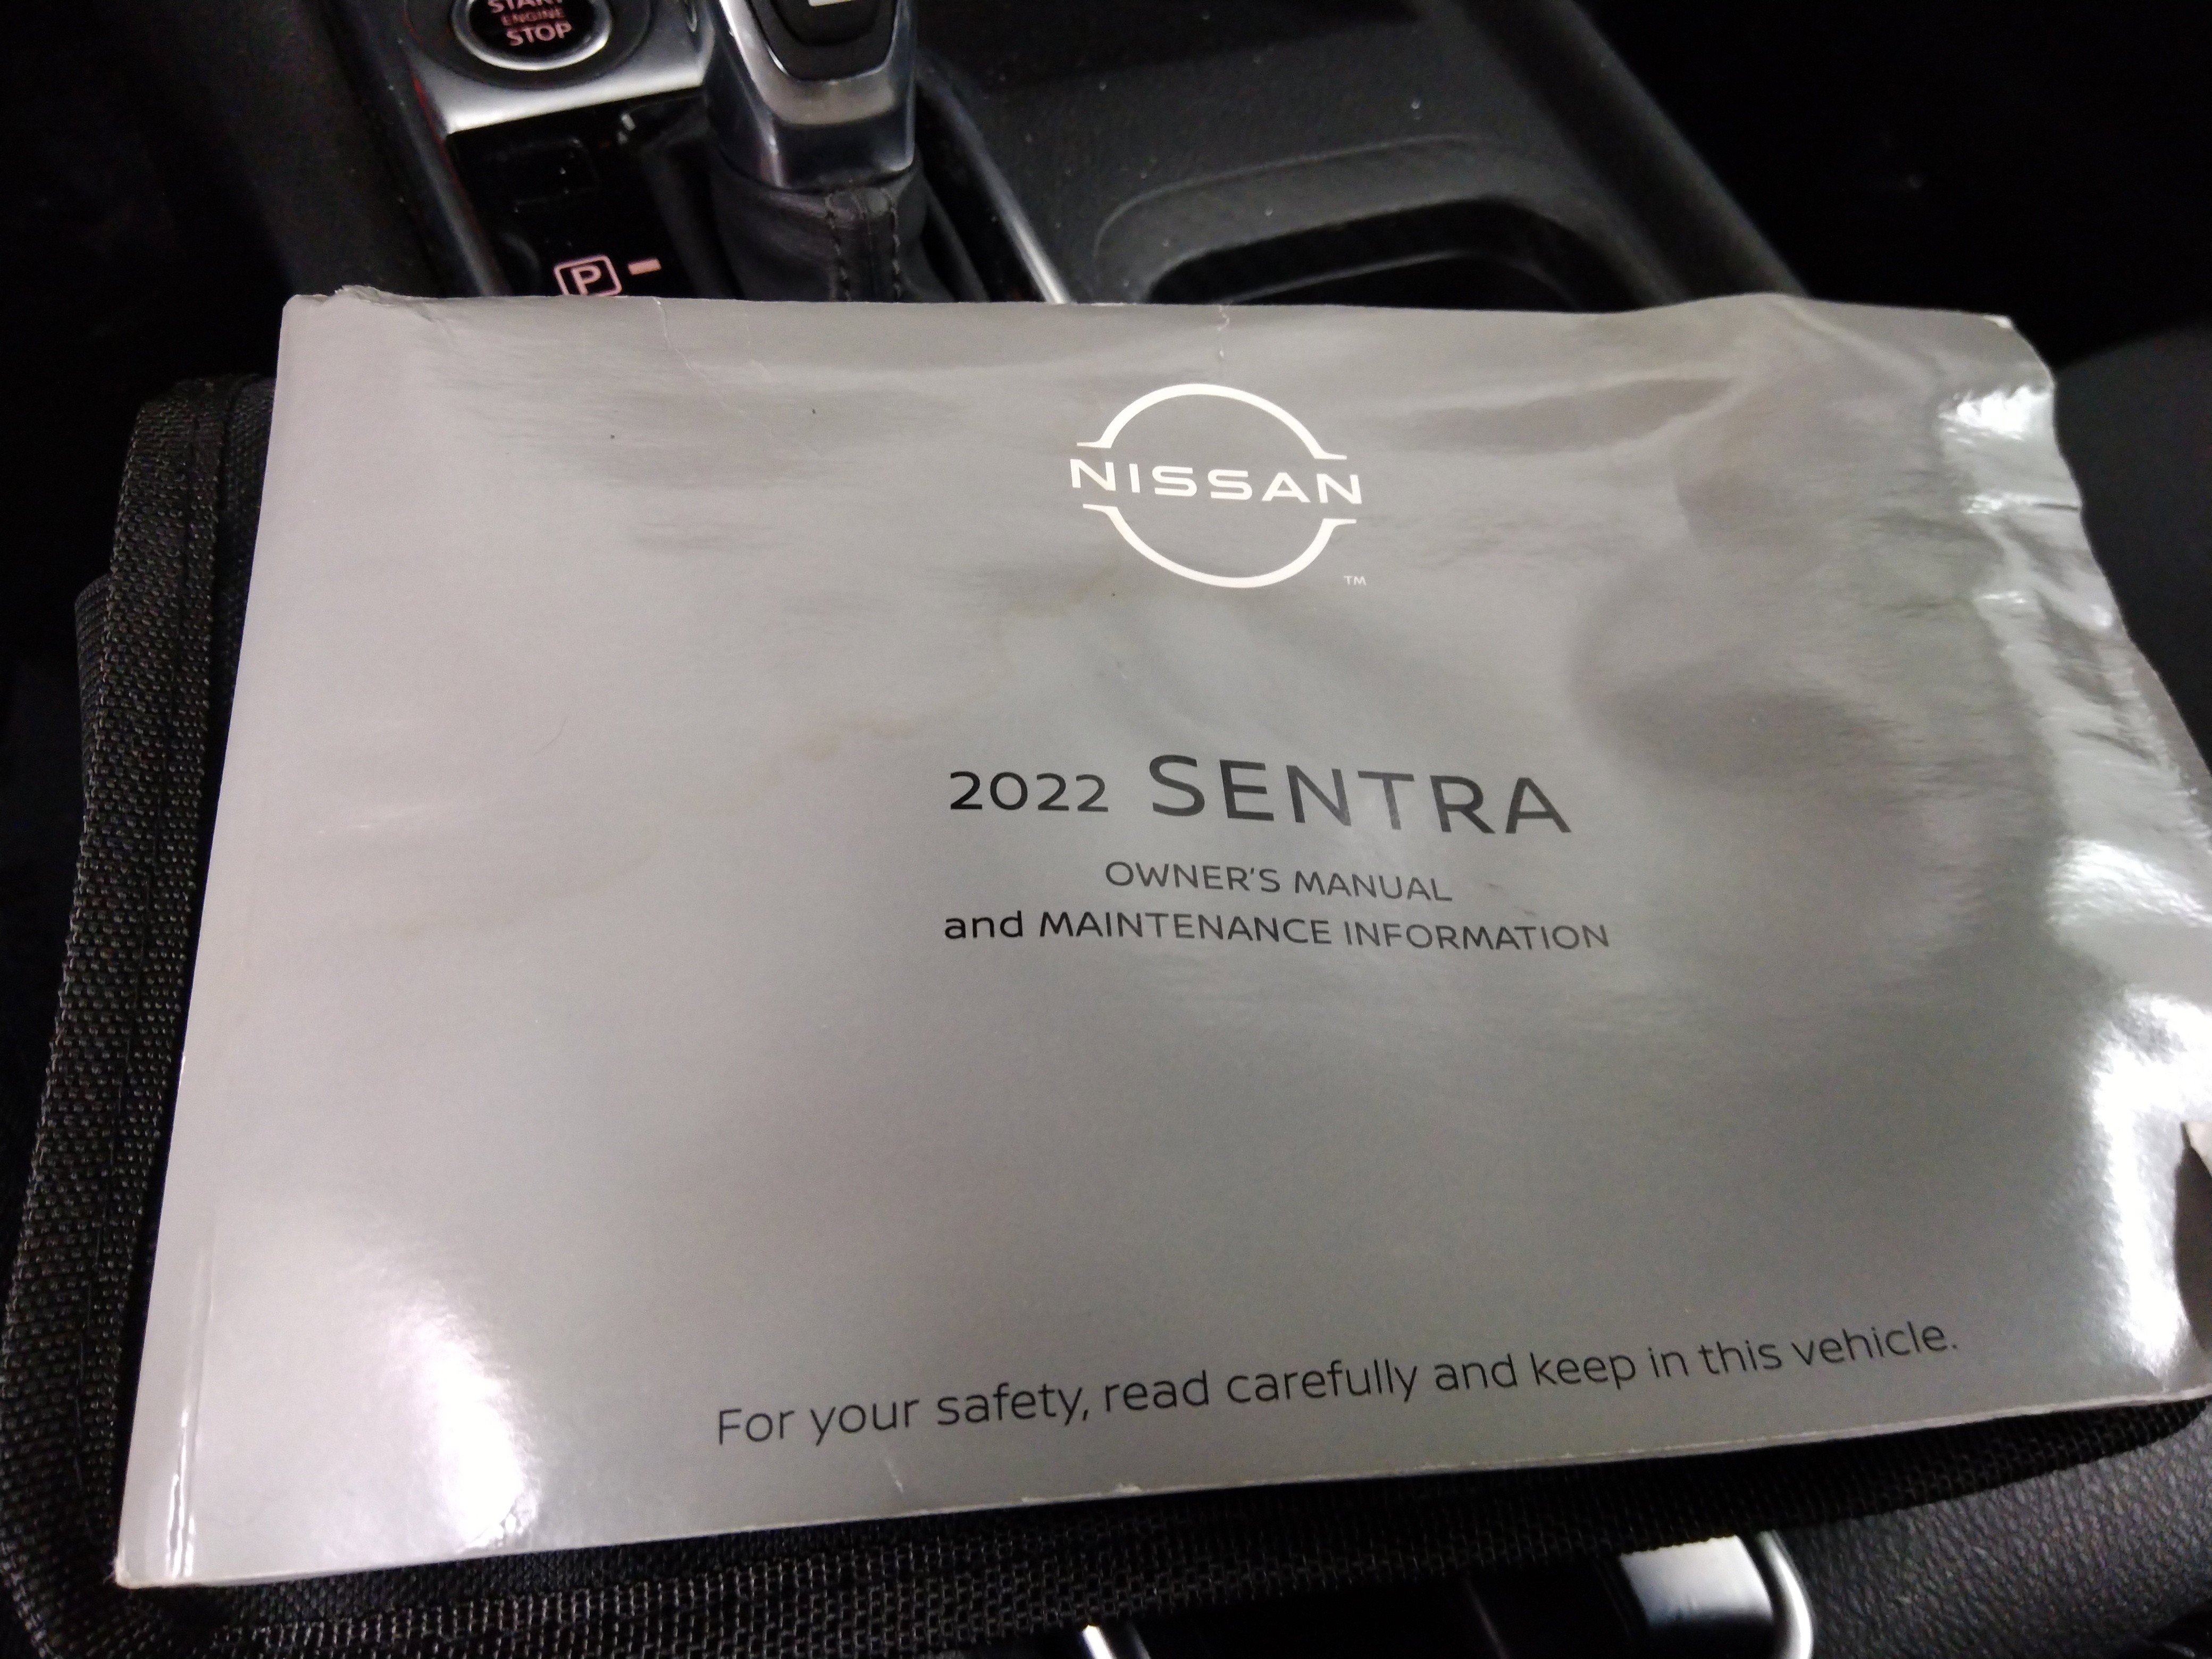 START
ENGINE
STOP
P
NISSAN
TM
2022 SENTRA
OWNER'S MANUAL
and MAINTENANCE INFORMATION
For your safety, read carefully and keep in this vehicle.